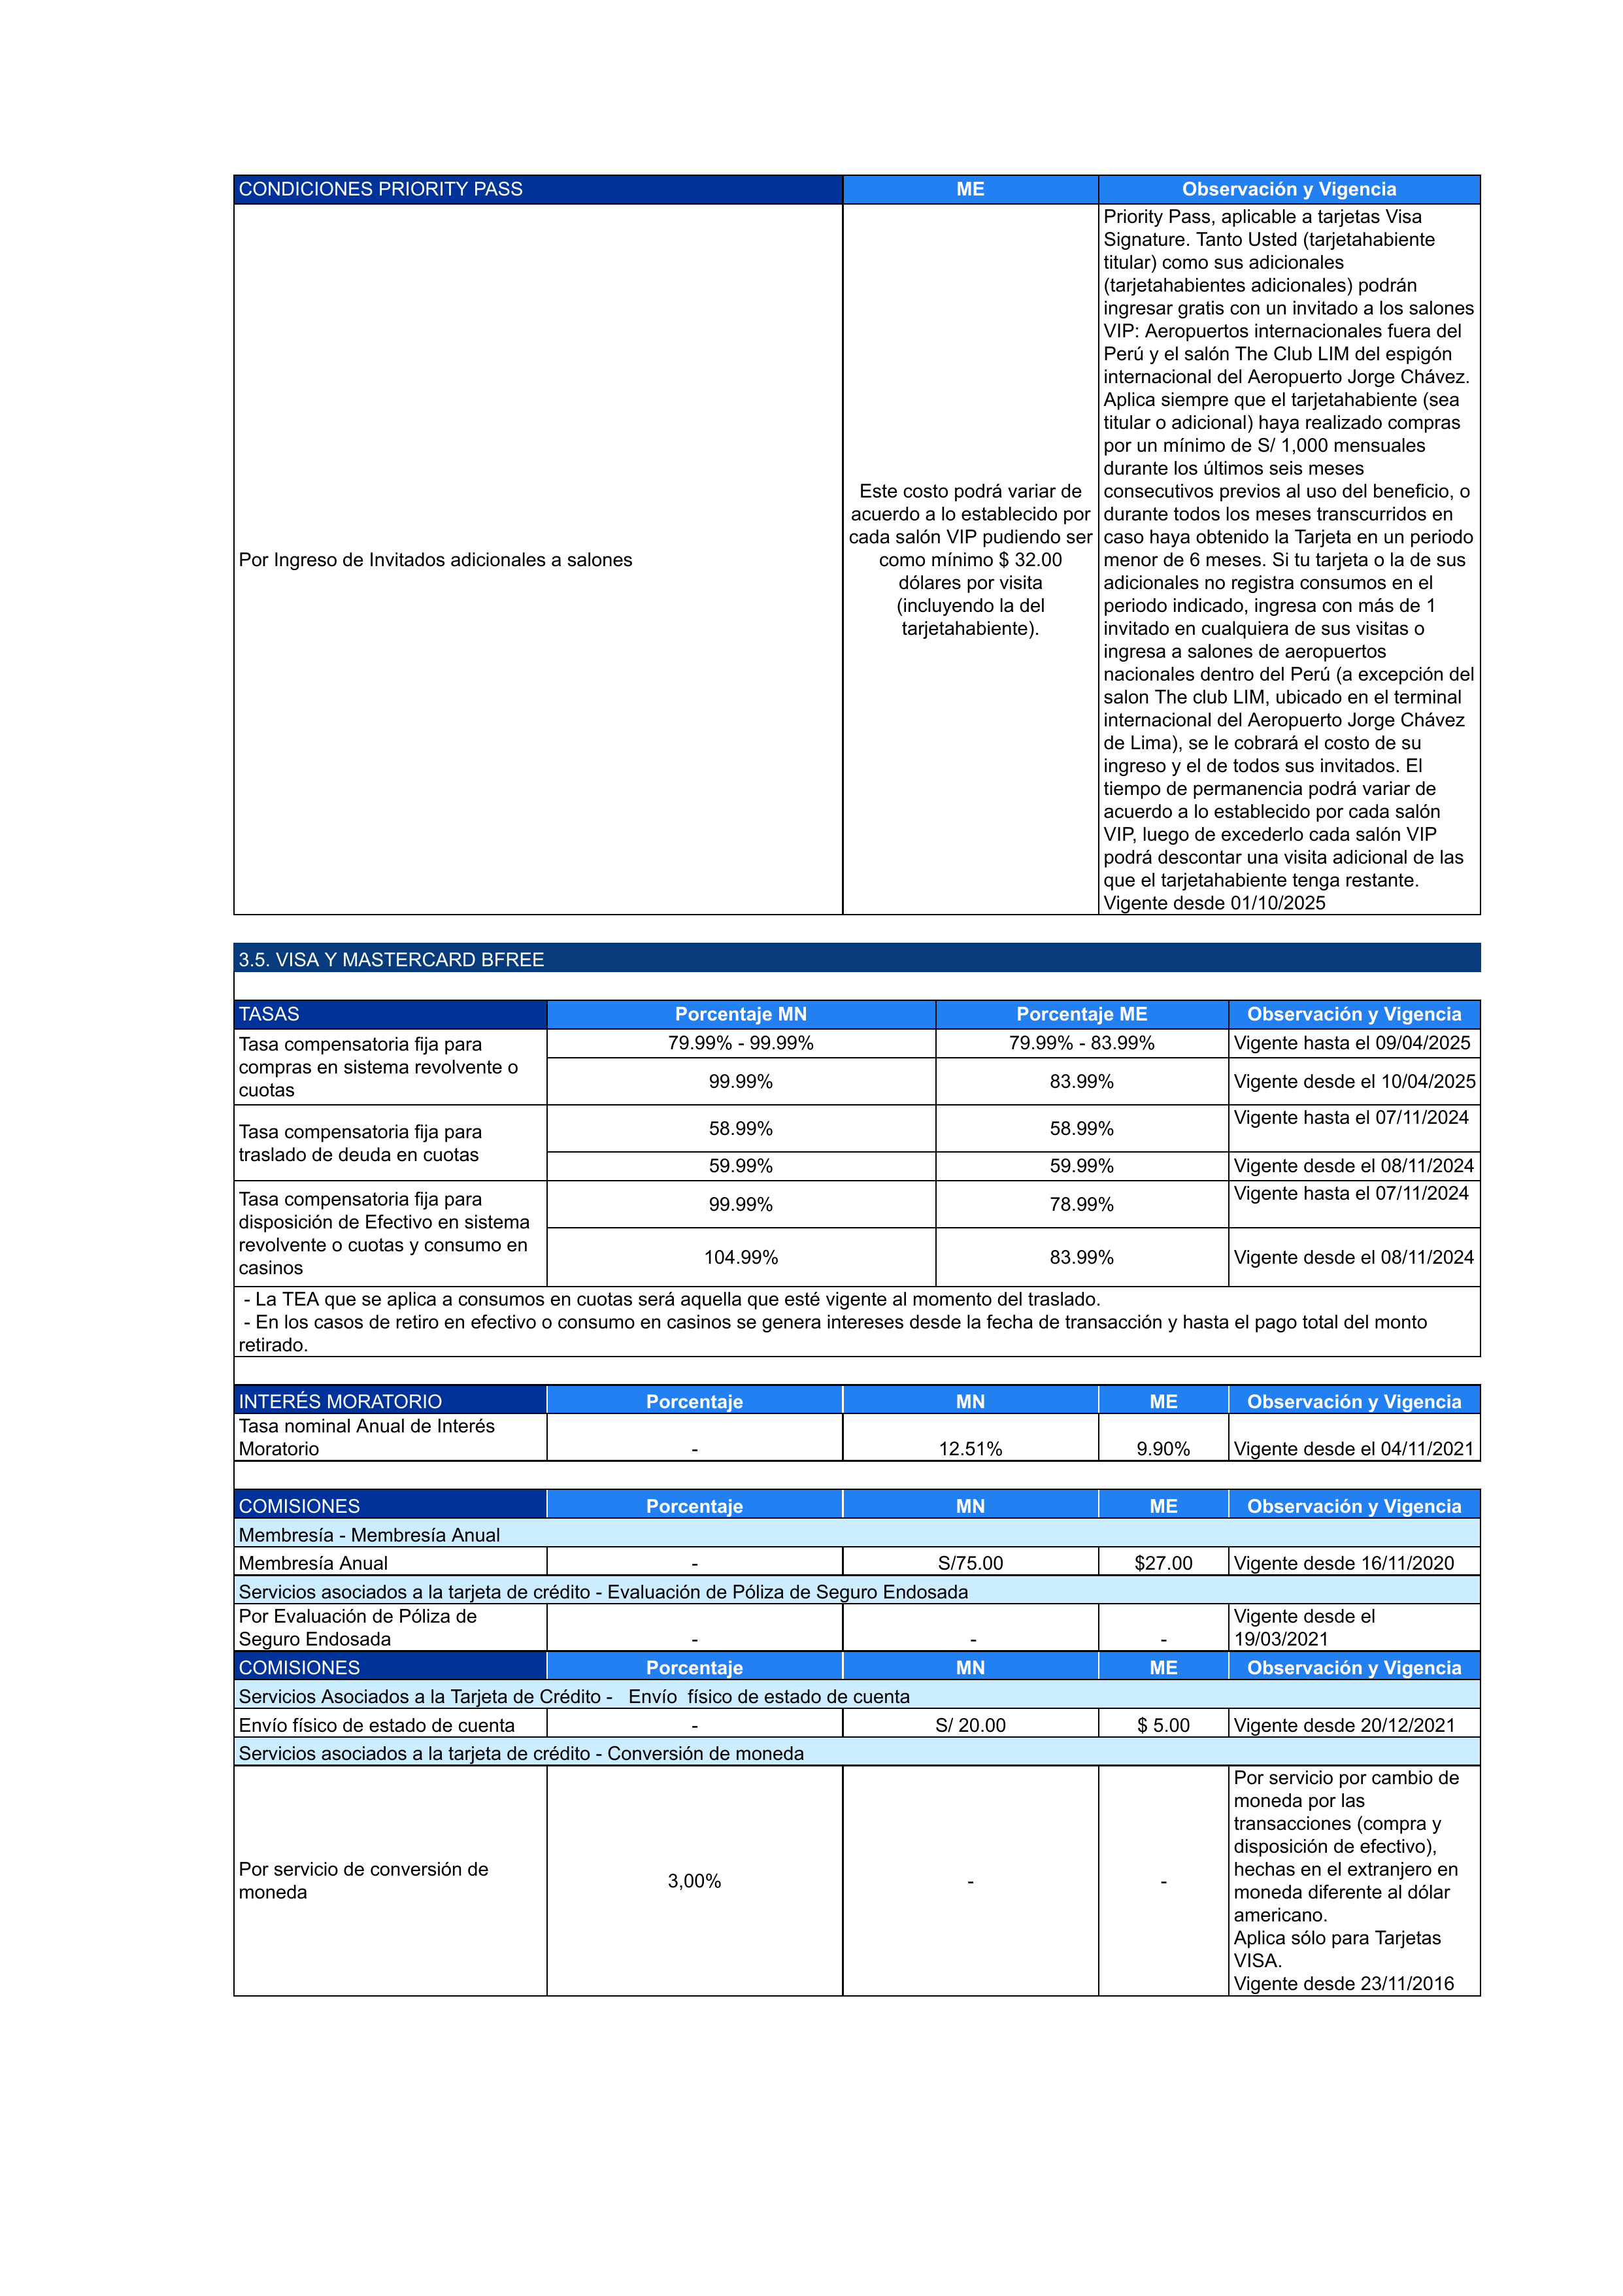 CONDICIONES PRIORITY PASS ME Observación y Vigencia
Por Ingreso de Invitados adicionales a salones
Este costo podrá variar de
acuerdo a lo establecido por
cada salón VIP pudiendo ser
como mínimo $ 32.00
dólares por visita
(incluyendo la del
tarjetahabiente).
Priority Pass, aplicable a tarjetas Visa
Signature. Tanto Usted (tarjetahabiente
titular) como sus adicionales
(tarjetahabientes adicionales) podrán
ingresar gratis con un invitado a los salones
VIP: Aeropuertos internacionales fuera del
Perú y el salón The Club LIM del espigón
internacional del Aeropuerto Jorge Chávez.
Aplica siempre que el tarjetahabiente (sea
titular o adicional) haya realizado compras
por un mínimo de S/ 1,000 mensuales
durante los últimos seis meses
consecutivos previos al uso del beneficio, o
durante todos los meses transcurridos en
caso haya obtenido la Tarjeta en un periodo
menor de 6 meses. Si tu tarjeta o la de sus
adicionales no registra consumos en el
periodo indicado, ingresa con más de 1
invitado en cualquiera de sus visitas o
ingresa a salones de aeropuertos
nacionales dentro del Perú (a excepción del
salon The club LIM, ubicado en el terminal
internacional del Aeropuerto Jorge Chávez
de Lima), se le cobrará el costo de su
ingreso y el de todos sus invitados. El
tiempo de permanencia podrá variar de
acuerdo a lo establecido por cada salón
VIP, luego de excederlo cada salón VIP
podrá descontar una visita adicional de las
que el tarjetahabiente tenga restante.
Vigente desde 01/10/2025
3.5. VISA Y MASTERCARD BFREE
TASAS Porcentaje MN Porcentaje ME Observación y Vigencia
Tasa compensatoria fija para
compras en sistema revolvente o
cuotas
79.99% - 99.99% 79.99% - 83.99% Vigente hasta el 09/04/2025
99.99% 83.99% Vigente desde el 10/04/2025
Tasa compensatoria fija para
traslado de deuda en cuotas
58.99% 58.99% Vigente hasta el 07/11/2024
59.99% 59.99% Vigente desde el 08/11/2024
Tasa compensatoria fija para
disposición de Efectivo en sistema
revolvente o cuotas y consumo en
casinos
99.99% 78.99% Vigente hasta el 07/11/2024
104.99% 83.99% Vigente desde el 08/11/2024
- La TEA que se aplica a consumos en cuotas será aquella que esté vigente al momento del traslado.
- En los casos de retiro en efectivo o consumo en casinos se genera intereses desde la fecha de transacción y hasta el pago total del monto
retirado.
INTERÉS MORATORIO Porcentaje MN ME Observación y Vigencia
Tasa nominal Anual de Interés
Moratorio - 12.51% 9.90% Vigente desde el 04/11/2021
COMISIONES Porcentaje MN ME Observación y Vigencia
Membresía - Membresía Anual
Membresía Anual - S/75.00 $27.00 Vigente desde 16/11/2020
Servicios asociados a la tarjeta de crédito - Evaluación de Póliza de Seguro Endosada
Por Evaluación de Póliza de
Seguro Endosada - - -
Vigente desde el
19/03/2021
COMISIONES Porcentaje MN ME Observación y Vigencia
Servicios Asociados a la Tarjeta de Crédito -   Envío  físico de estado de cuenta
Envío físico de estado de cuenta - S/ 20.00 $ 5.00 Vigente desde 20/12/2021
Servicios asociados a la tarjeta de crédito - Conversión de moneda
Por servicio de conversión de
moneda
3,00% - -
Por servicio por cambio de
moneda por las
transacciones (compra y
disposición de efectivo),
hechas en el extranjero en
moneda diferente al dólar
americano.
Aplica sólo para Tarjetas
VISA.
Vigente desde 23/11/2016